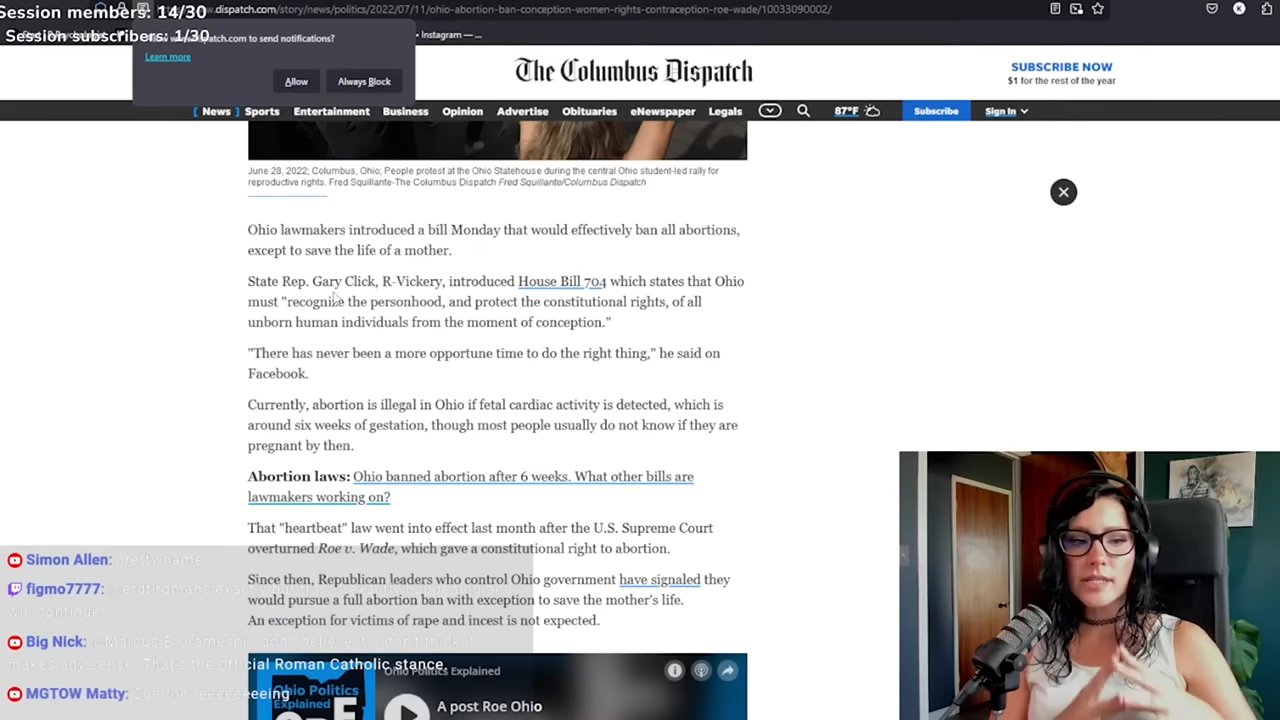 Session members: 14/30
www.dispatch.com/story/news/politics/2022/07/11/ohio-abortion-ban-conception-women-rights-contraception-roe-wade/10033090002/
Session subscribers: 1/30
dispatch.com to send notifications?
Instagram — ...
Learn more
Allow
Always Block
The Columbus Dispatch
SUBSCRIBE NOW
$1 for the rest of the year
[ News ] Sports Entertainment Business Opinion Advertise Obituaries eNewspaper Legals
87°F
Subscribe
Sign In
June 28, 2022; Columbus, Ohio; People protest at the Ohio Statehouse during the central Ohio student-led rally for
reproductive rights. Fred Squillante-The Columbus Dispatch Fred Squillante/Columbus Dispatch
Ohio lawmakers introduced a bill Monday that would effectively ban all abortions,
except to save the life of a mother.
State Rep. Gary Click, R-Vickery, introduced House Bill 704 which states that Ohio
must "recognize the personhood, and protect the constitutional rights, of all
unborn human individuals from the moment of conception."
"There has never been a more opportune time to do the right thing," he said on
Facebook.
Currently, abortion is illegal in Ohio if fetal cardiac activity is detected, which is
around six weeks of gestation, though most people usually do not know if they are
pregnant by then.
Abortion laws: Ohio banned abortion after 6 weeks. What other bills are
lawmakers working on?
That "heartbeat" law went into effect last month after the U.S. Supreme Court
overturned Roe v. Wade, which gave a constitutional right to abortion.
Since then, Republican leaders who control Ohio government have signaled they
would pursue a full abortion ban with exception to save the mother's life.
An exception for victims of rape and incest is not expected.
Simon Allen: pretty name
figmo7777:
will continue
Big Nick: Marcus B Urameshi I don't believe it. I don't think it
makes any sense. That's the official Roman Catholic stance.
MGTOW Matty: Cue the reeeeeeeeing
Ohio Politics Explained
Ohio Politics
Explained
A post Roe Ohio